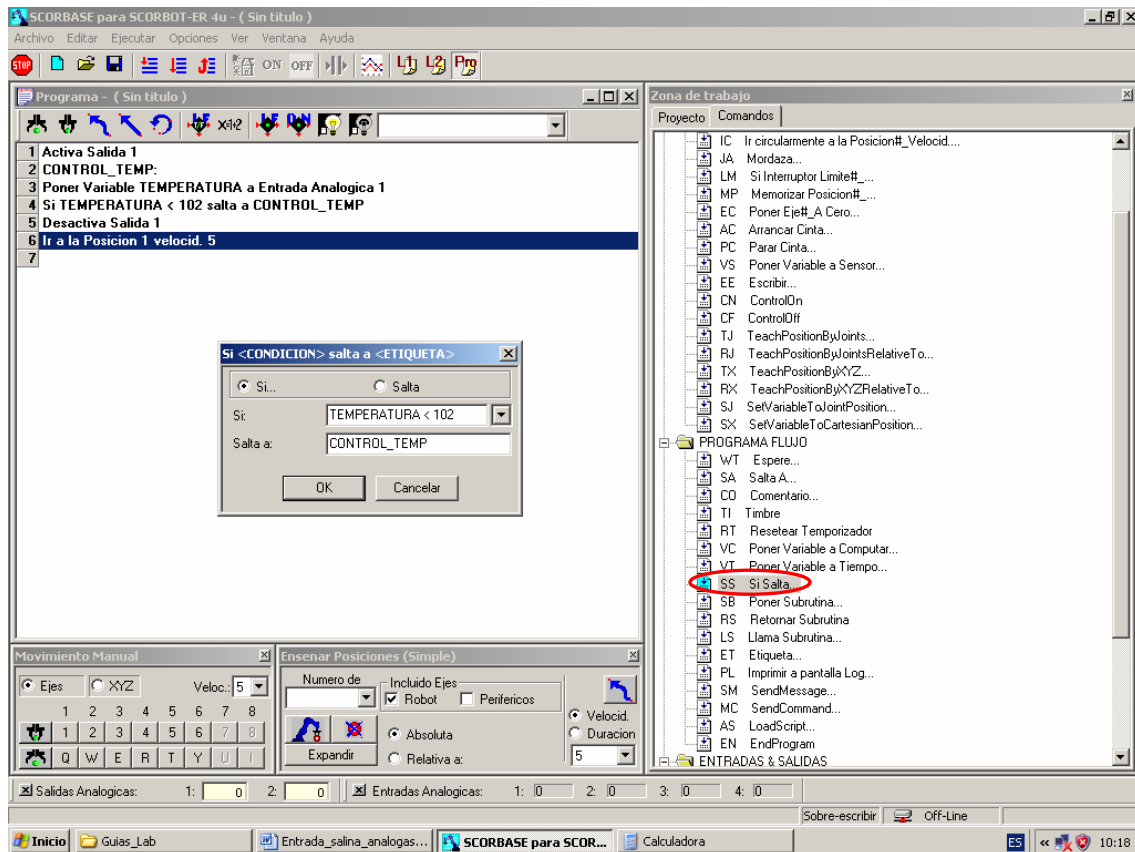 SCORBASE para SCORBOT-ER 4u - ( Sin titulo )
Archivo Editar Ejecutar Opciones Ver Ventana Ayuda
STOP ON OFF Prg
Programa - ( Sin titulo )
1 Activa Salida 1
2 CONTROL_TEMP:
3 Poner Variable TEMPERATURA a Entrada Analogica 1
4 Si TEMPERATURA < 102 salta a CONTROL_TEMP
5 Desactiva Salida 1
6 Ir a la Posicion 1 velocid. 5
7
Si <CONDICION> salta a <ETIQUETA>
Si... Salta
Si: TEMPERATURA < 102
Salta a: CONTROL_TEMP
OK Cancelar
Zona de trabajo
Proyecto Comandos
IC Ir circularmente a la Posicion#_Velocid....
JA Mordaza...
LM Si Interruptor Limite#_...
MP Memorizar Posicion#_...
EC Poner Eje#_A Cero...
AC Arrancar Cinta...
PC Parar Cinta...
VS Poner Variable a Sensor...
EE Escribir...
CN ControlOn
CF ControlOff
TJ TeachPositionByJoints...
RJ TeachPositionByJointsRelativeTo...
TX TeachPositionByXYZ...
RX TeachPositionByXYZRelativeTo...
SJ SetVariableToJointPosition...
SX SetVariableToCartesianPosition...
PROGRAMA FLUJO
WT Espere...
SA Salta A...
CO Comentario...
TI Timbre
RT Resetear Temporizador
VC Poner Variable a Computar...
VT Poner Variable a Tiempo...
SS Si Salta...
SB Poner Subrutina...
RS Retornar Subrutina
LS Llama Subrutina...
ET Etiqueta...
PL Imprimir a pantalla Log...
SM SendMessage...
MC SendCommand...
AS LoadScript...
EN EndProgram
ENTRADAS & SALIDAS
Movimiento Manual
Ejes XYZ Veloc.: 5
1 2 3 4 5 6 7 8
1 2 3 4 5 6 7 8
Q W E R T Y U I
Ensenar Posiciones (Simple)
Numero de
Incluido Ejes
Robot Perifericos
Expandir
Absoluta
Relativa a:
Velocid.
Duracion
5
Salidas Analogicas: 1: 0 2: 0 Entradas Analogicas: 1: 0 2: 0 3: 0 4: 0
Sobre-escribir Off-Line
Inicio Guias_Lab Entrada_salina_analogas... SCORBASE para SCOR... Calculadora ES « 10:18